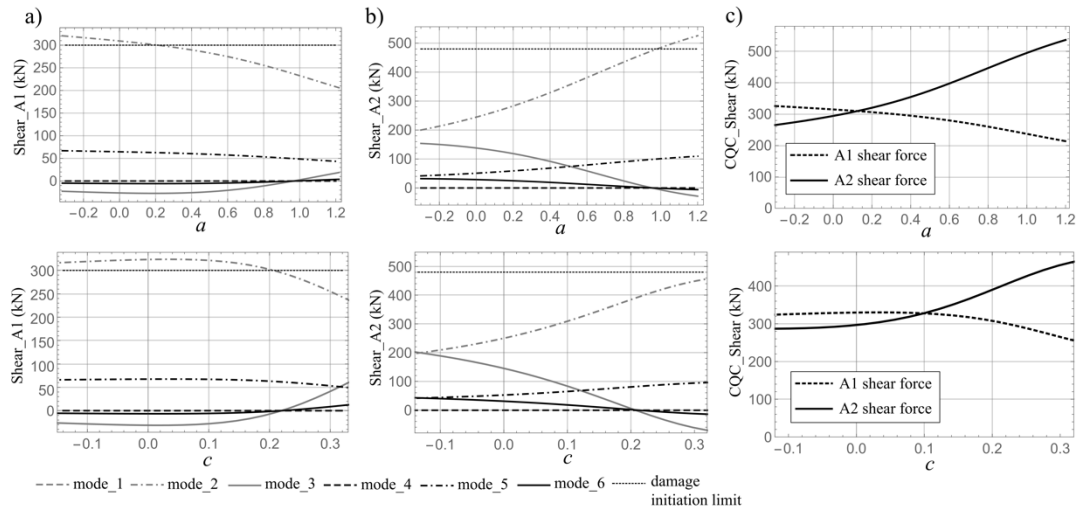 a)
b)
c)
Shear_A1 (kN)
300
250
200
150
100
50
0
-0.2 0.0 0.2 0.4 0.6 0.8 1.0 1.2
a
Shear_A2 (kN)
500
400
300
200
100
0
-0.2 0.0 0.2 0.4 0.6 0.8 1.0 1.2
a
CQC_Shear (kN)
500
400
300
200
100
0
A1 shear force
A2 shear force
-0.2 0.0 0.2 0.4 0.6 0.8 1.0 1.2
a
Shear_A1 (kN)
300
250
200
150
100
50
0
-0.1 0.0 0.1 0.2 0.3
c
Shear_A2 (kN)
500
400
300
200
100
0
-0.1 0.0 0.1 0.2 0.3
c
CQC_Shear (kN)
400
300
200
100
0
A1 shear force
A2 shear force
-0.1 0.0 0.1 0.2 0.3
c
mode_1 mode_2 mode_3 mode_4 mode_5 mode_6 damage
initiation limit